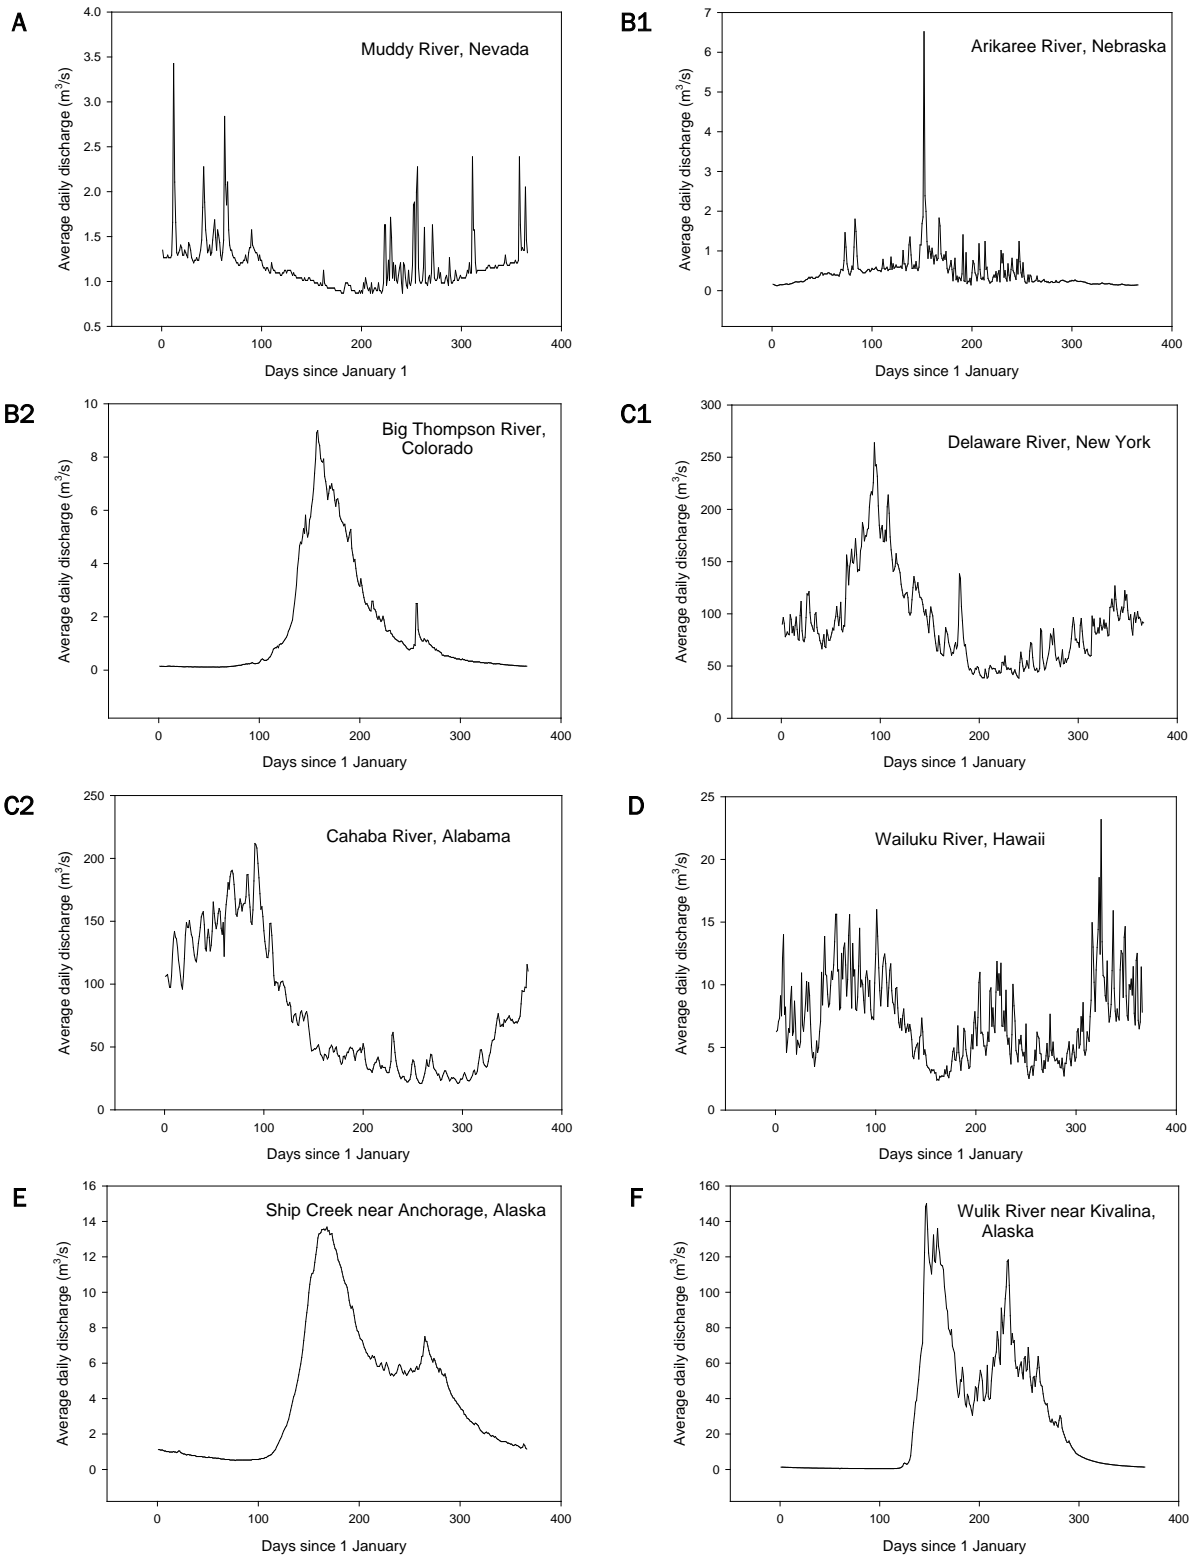 A
Muddy River, Nevada
Average daily discharge (m³/s)
4.0
3.5
3.0
2.5
2.0
1.5
1.0
0.5
0 100 200 300 400
Days since January 1
B1
Arikaree River, Nebraska
Average daily discharge (m³/s)
7
6
5
4
3
2
1
0
0 100 200 300 400
Days since 1 January
B2
Big Thompson River,
Colorado
Average daily discharge (m³/s)
10
8
6
4
2
0
0 100 200 300 400
Days since 1 January
C1
Delaware River, New York
Average daily discharge (m³/s)
300
250
200
150
100
50
0
0 100 200 300 400
Days since 1 January
C2
Cahaba River, Alabama
Average daily discharge (m³/s)
250
200
150
100
50
0
0 100 200 300 400
Days since 1 January
D
Wailuku River, Hawaii
Average daily discharge (m³/s)
25
20
15
10
5
0
0 100 200 300 400
Days since 1 January
E
Ship Creek near Anchorage, Alaska
Average daily discharge (m³/s)
16
14
12
10
8
6
4
2
0
0 100 200 300 400
Days since 1 January
F
Wulik River near Kivalina,
Alaska
Average daily discharge (m³/s)
160
140
120
100
80
60
40
20
0
0 100 200 300 400
Days since 1 January